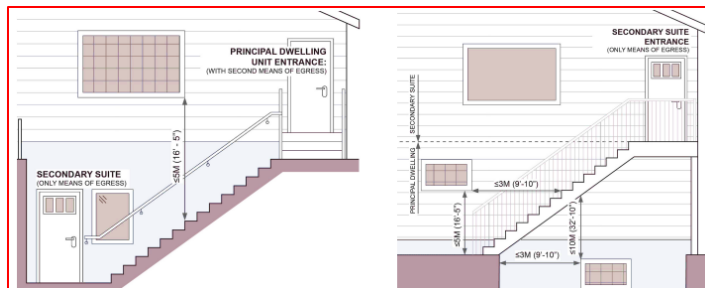 PRINCIPAL DWELLING
UNIT ENTRANCE:
(WITH SECOND MEANS OF EGRESS)
≤5M (16' - 5")
SECONDARY SUITE
(ONLY MEANS OF EGRESS)
SECONDARY SUITE
ENTRANCE
(ONLY MEANS OF EGRESS)
SECONDARY SUITE
PRINCIPAL DWELLING
≤3M (9'-10")
≤5M (16'-5")
≤10M (32'-10")
≤3M (9'-10")